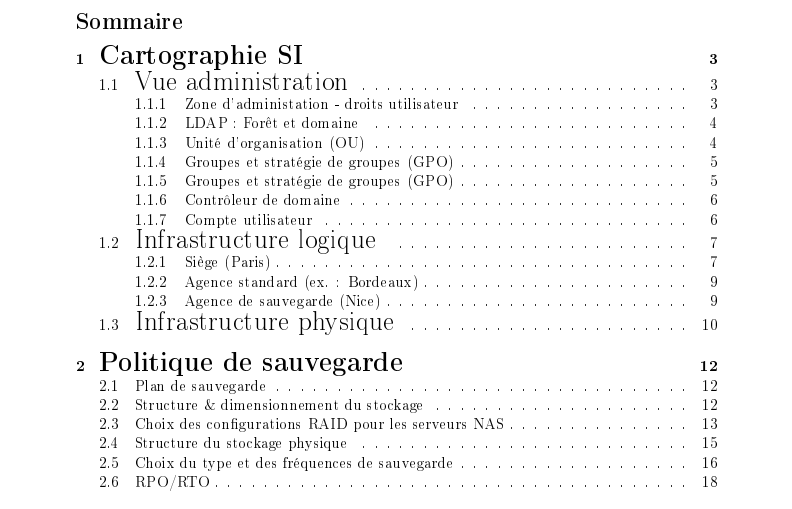 Sommaire
1 Cartographie SI 3
1.1 Vue administration . . . . . . . . . . . . . . . . . . . . . . . . . . 3
1.1.1 Zone d'administation - droits utilisateur . . . . . . . . . . . . . . . . . . 3
1.1.2 LDAP : Forêt et domaine . . . . . . . . . . . . . . . . . . . . . . . . . 4
1.1.3 Unité d'organisation (OU) . . . . . . . . . . . . . . . . . . . . . . . . . 4
1.1.4 Groupes et stratégie de groupes (GPO) . . . . . . . . . . . . . . . . . . 5
1.1.5 Groupes et stratégie de groupes (GPO) . . . . . . . . . . . . . . . . . . 5
1.1.6 Contrôleur de domaine . . . . . . . . . . . . . . . . . . . . . . . . . . . 6
1.1.7 Compte utilisateur . . . . . . . . . . . . . . . . . . . . . . . . . . . . . 6
1.2 Infrastructure logique . . . . . . . . . . . . . . . . . . . . . . . 7
1.2.1 Siège (Paris) . . . . . . . . . . . . . . . . . . . . . . . . . . . . . . . . . 7
1.2.2 Agence standard (ex. : Bordeaux) . . . . . . . . . . . . . . . . . . . . . 9
1.2.3 Agence de sauvegarde (Nice) . . . . . . . . . . . . . . . . . . . . . . . . 9
1.3 Infrastructure physique . . . . . . . . . . . . . . . . . . . . . . 10
2 Politique de sauvegarde 12
2.1 Plan de sauvegarde . . . . . . . . . . . . . . . . . . . . . . . . . . . . . . . . . 12
2.2 Structure & dimensionnement du stockage . . . . . . . . . . . . . . . . . . . . 12
2.3 Choix des configurations RAID pour les serveurs NAS . . . . . . . . . . . . . . 13
2.4 Structure du stockage physique . . . . . . . . . . . . . . . . . . . . . . . . . . 15
2.5 Choix du type et des fréquences de sauvegarde . . . . . . . . . . . . . . . . . . 16
2.6 RPO/RTO . . . . . . . . . . . . . . . . . . . . . . . . . . . . . . . . . . . . . . 18